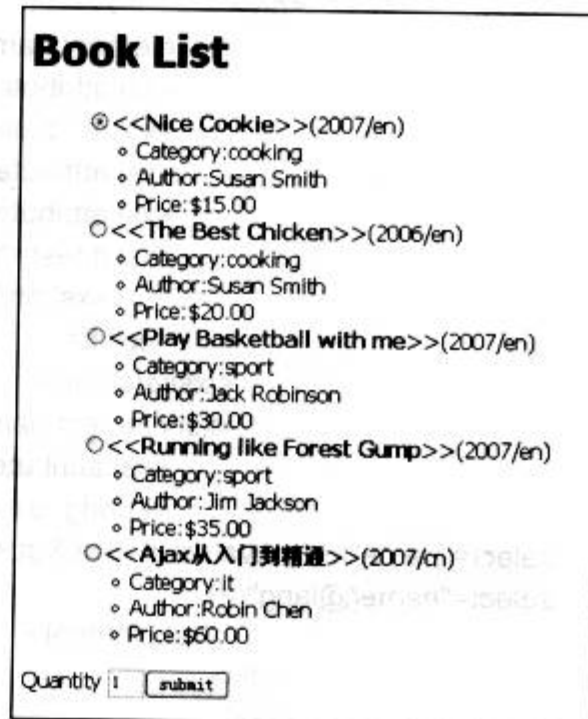 Book List
<<Nice Cookie>>(2007/en)
Category:cooking
Author:Susan Smith
Price:$15.00
<<The Best Chicken>>(2006/en)
Category:cooking
Author:Susan Smith
Price:$20.00
<<Play Basketball with me>>(2007/en)
Category:sport
Author:Jack Robinson
Price:$30.00
<<Running like Forest Gump>>(2007/en)
Category:sport
Author:Jim Jackson
Price:$35.00
<<Ajax从入门到精通>>(2007/cn)
Category:it
Author:Robin Chen
Price:$60.00
Quantity 1 submit